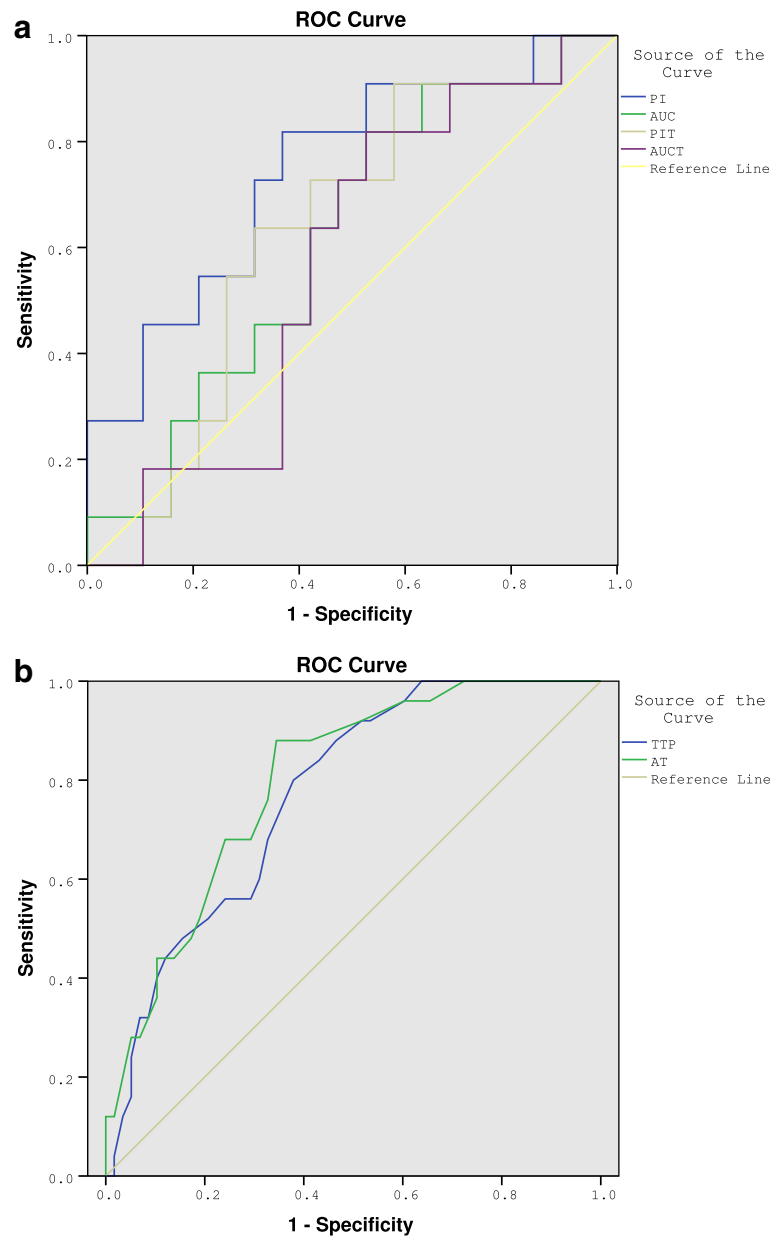 a
ROC Curve
1.0
0.8
0.6
0.4
0.2
0.0
Sensitivity
0.0 0.2 0.4 0.6 0.8 1.0
1 - Specificity
Source of the
Curve
PI
AUC
PIT
AUCT
Reference Line
b
ROC Curve
1.0
0.8
0.6
0.4
0.2
0.0
Sensitivity
0.0 0.2 0.4 0.6 0.8 1.0
1 - Specificity
Source of the
Curve
TTP
AT
Reference Line